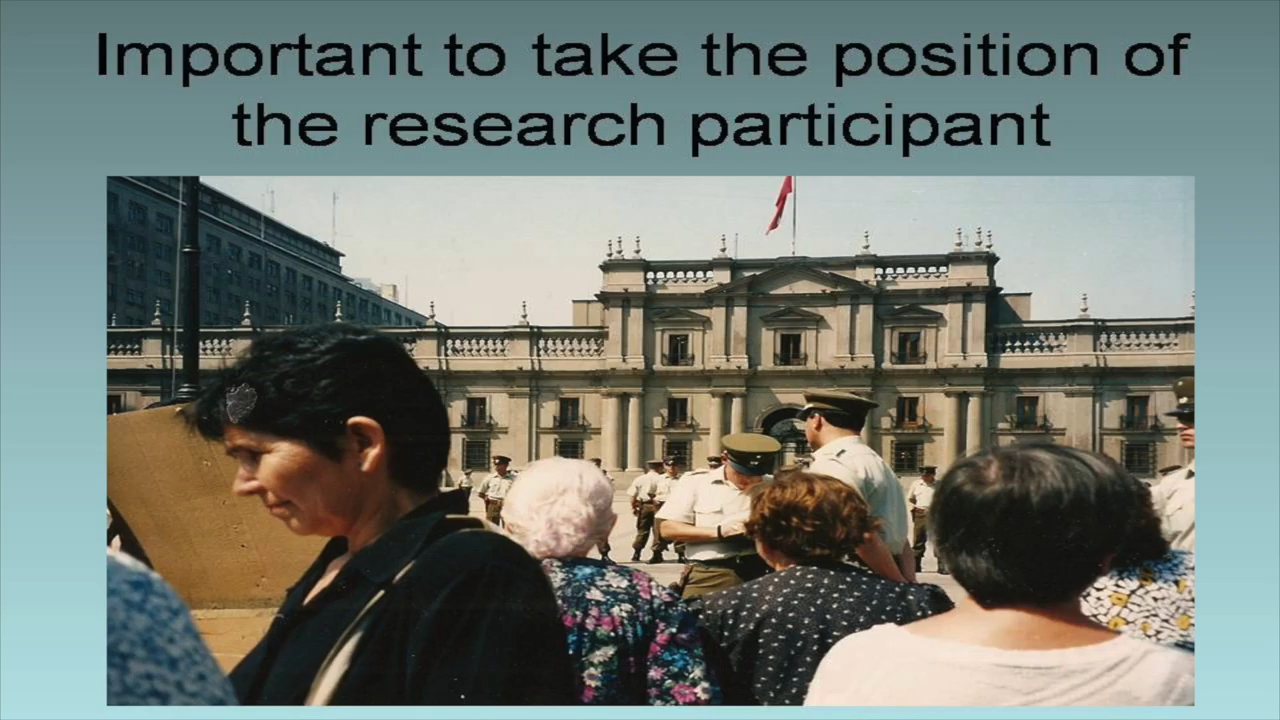 Important to take the position of
the research participant